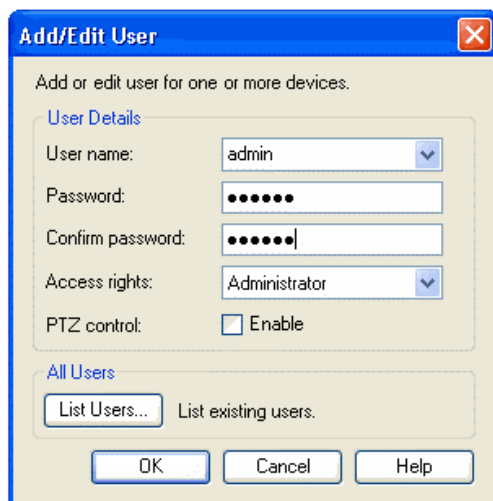 Add/Edit User
Add or edit user for one or more devices.
User Details
User name: admin
Password: ●●●●●●
Confirm password: ●●●●●●
Access rights: Administrator
PTZ control: Enable
All Users
List Users... List existing users.
OK Cancel Help